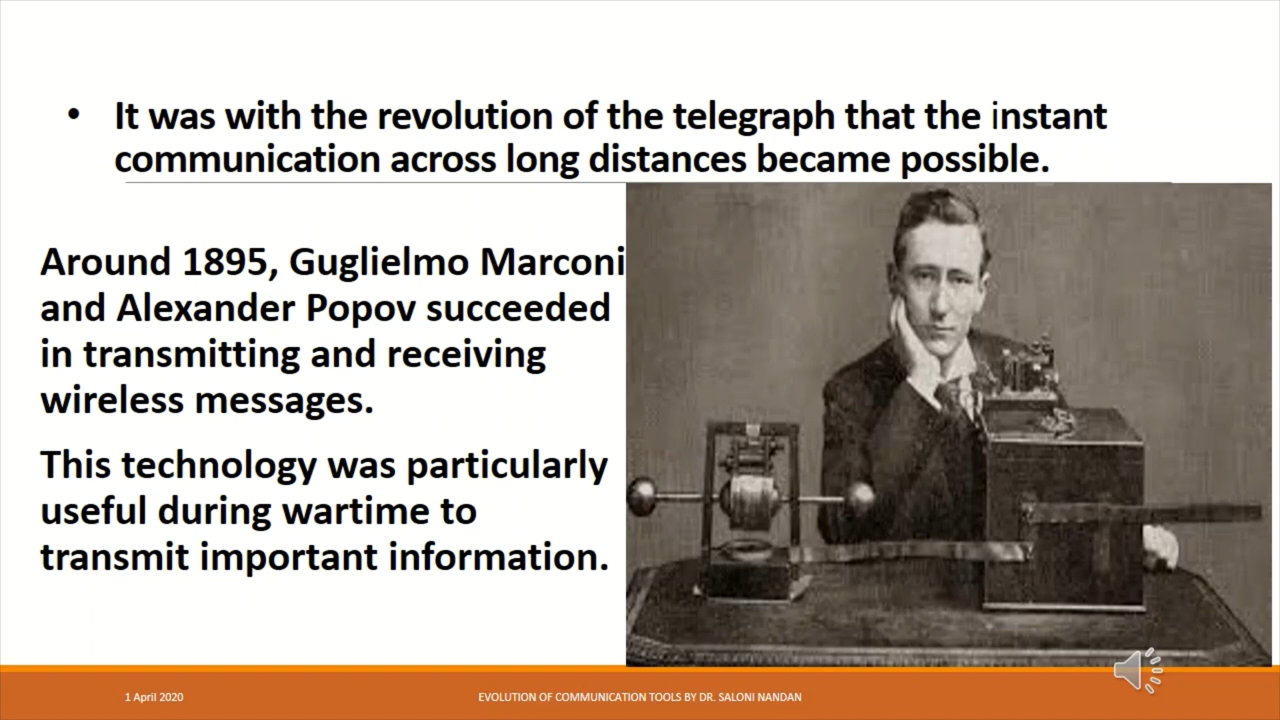 • It was with the revolution of the telegraph that the instant
communication across long distances became possible.
Around 1895, Guglielmo Marconi
and Alexander Popov succeeded
in transmitting and receiving
wireless messages.
This technology was particularly
useful during wartime to
transmit important information.
1 April 2020
EVOLUTION OF COMMUNICATION TOOLS BY DR. SALONI NANDAN